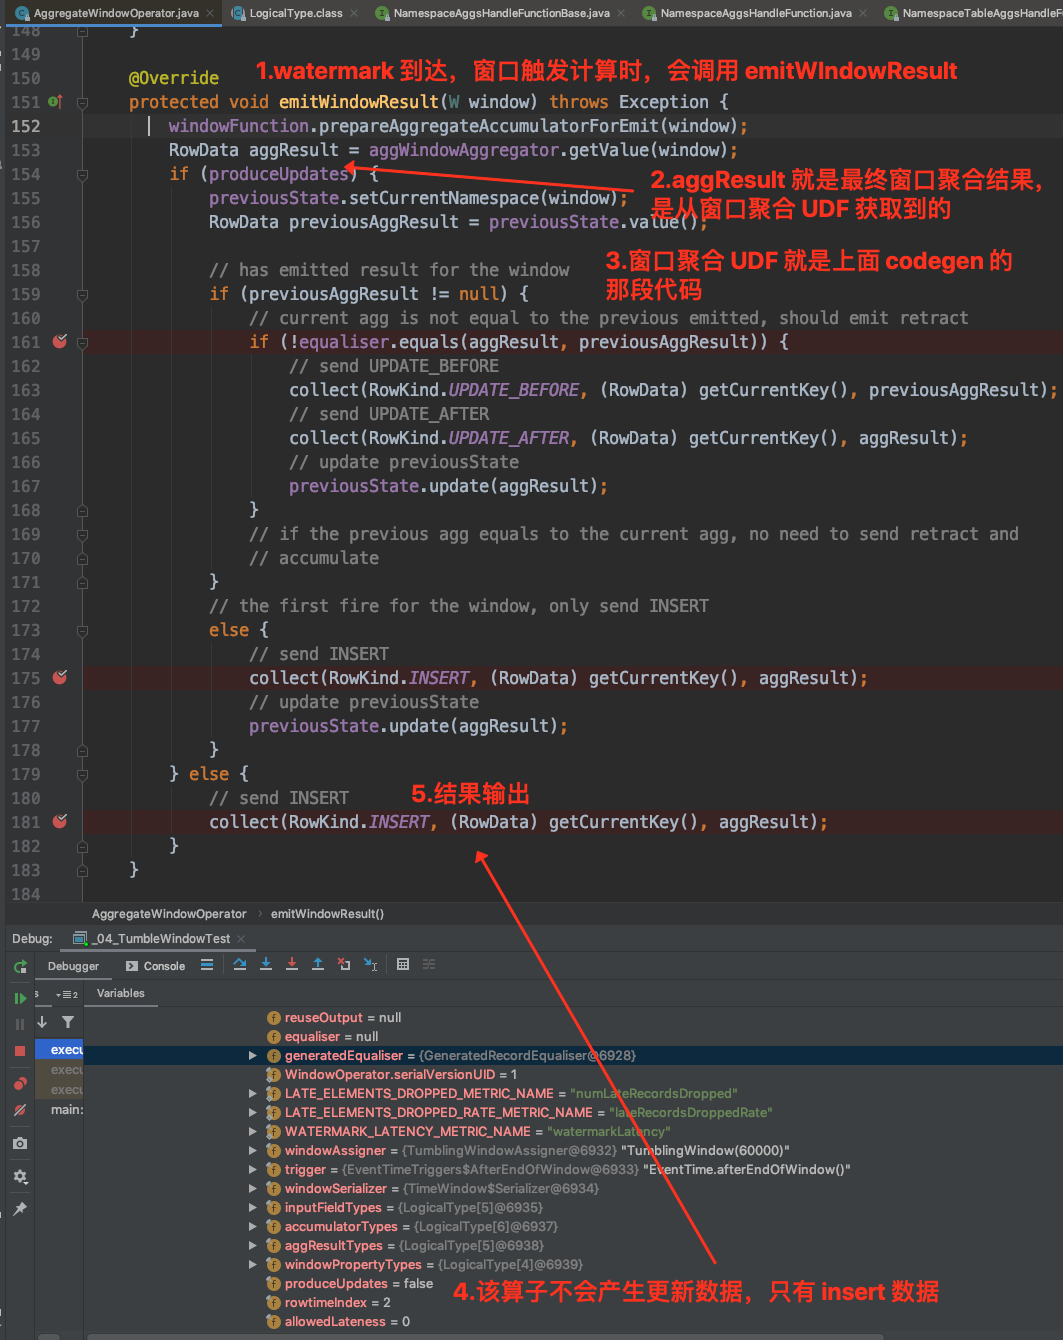 AggregateWindowOperator.java
LogicalType.class
NamespaceAggsHandleFunctionBase.java
NamespaceAggsHandleFunction.java
NamespaceTableAggsHandleF
148 }
149
150 @Override
1.watermark 到达，窗口触发计算时，会调用 emitWIndowResult
151 protected void emitWindowResult(W window) throws Exception {
152 windowFunction.prepareAggregateAccumulatorForEmit(window);
153 RowData aggResult = aggWindowAggregator.getValue(window);
154 if (produceUpdates) {
2.aggResult 就是最终窗口聚合结果，
是从窗口聚合 UDF 获取到的
155 previousState.setCurrentNamespace(window);
156 RowData previousAggResult = previousState.value();
157
3.窗口聚合 UDF 就是上面 codegen 的
那段代码
158 // has emitted result for the window
159 if (previousAggResult != null) {
160 // current agg is not equal to the previous emitted, should emit retract
161 if (!equaliser.equals(aggResult, previousAggResult)) {
162 // send UPDATE_BEFORE
163 collect(RowKind.UPDATE_BEFORE, (RowData) getCurrentKey(), previousAggResult);
164 // send UPDATE_AFTER
165 collect(RowKind.UPDATE_AFTER, (RowData) getCurrentKey(), aggResult);
166 // update previousState
167 previousState.update(aggResult);
168 }
169 // if the previous agg equals to the current agg, no need to send retract and
170 // accumulate
171 }
172 // the first fire for the window, only send INSERT
173 else {
174 // send INSERT
175 collect(RowKind.INSERT, (RowData) getCurrentKey(), aggResult);
176 // update previousState
177 previousState.update(aggResult);
178 }
179 } else {
180 // send INSERT
5.结果输出
181 collect(RowKind.INSERT, (RowData) getCurrentKey(), aggResult);
182 }
183 }
184
AggregateWindowOperator › emitWindowResult()
Debug: _04_TumbleWindowTest
Debugger Console
s 2 Variables
execu
execu
execu
main:
reuseOutput = null
equaliser = null
generatedEqualiser = {GeneratedRecordEqualiser@6928}
WindowOperator.serialVersionUID = 1
LATE_ELEMENTS_DROPPED_METRIC_NAME = "numLateRecordsDropped"
LATE_ELEMENTS_DROPPED_RATE_METRIC_NAME = "lateRecordsDroppedRate"
WATERMARK_LATENCY_METRIC_NAME = "watermarkLatency"
windowAssigner = {TumblingWindowAssigner@6932} "TumblingWindow(60000)"
trigger = {EventTimeTriggers$AfterEndOfWindow@6933} "EventTime.afterEndOfWindow()"
windowSerializer = {TimeWindow$Serializer@6934}
inputFieldTypes = {LogicalType[5]@6935}
accumulatorTypes = {LogicalType[6]@6937}
aggResultTypes = {LogicalType[5]@6938}
windowPropertyTypes = {LogicalType[4]@6939}
produceUpdates = false
4.该算子不会产生更新数据，只有 insert 数据
rowtimeIndex = 2
allowedLateness = 0